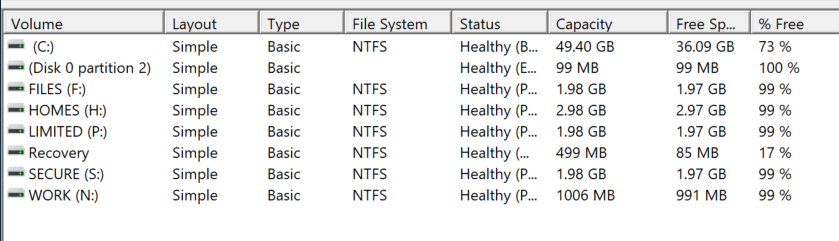 Volume Layout Type File System Status Capacity Free Sp... % Free
(C:) Simple Basic NTFS Healthy (B... 49.40 GB 36.09 GB 73 %
(Disk 0 partition 2) Simple Basic Healthy (E... 99 MB 99 MB 100 %
FILES (F:) Simple Basic NTFS Healthy (P... 1.98 GB 1.97 GB 99 %
HOMES (H:) Simple Basic NTFS Healthy (P... 2.98 GB 2.97 GB 99 %
LIMITED (P:) Simple Basic NTFS Healthy (P... 1.98 GB 1.97 GB 99 %
Recovery Simple Basic NTFS Healthy (... 499 MB 85 MB 17 %
SECURE (S:) Simple Basic NTFS Healthy (P... 1.98 GB 1.97 GB 99 %
WORK (N:) Simple Basic NTFS Healthy (P... 1006 MB 991 MB 99 %